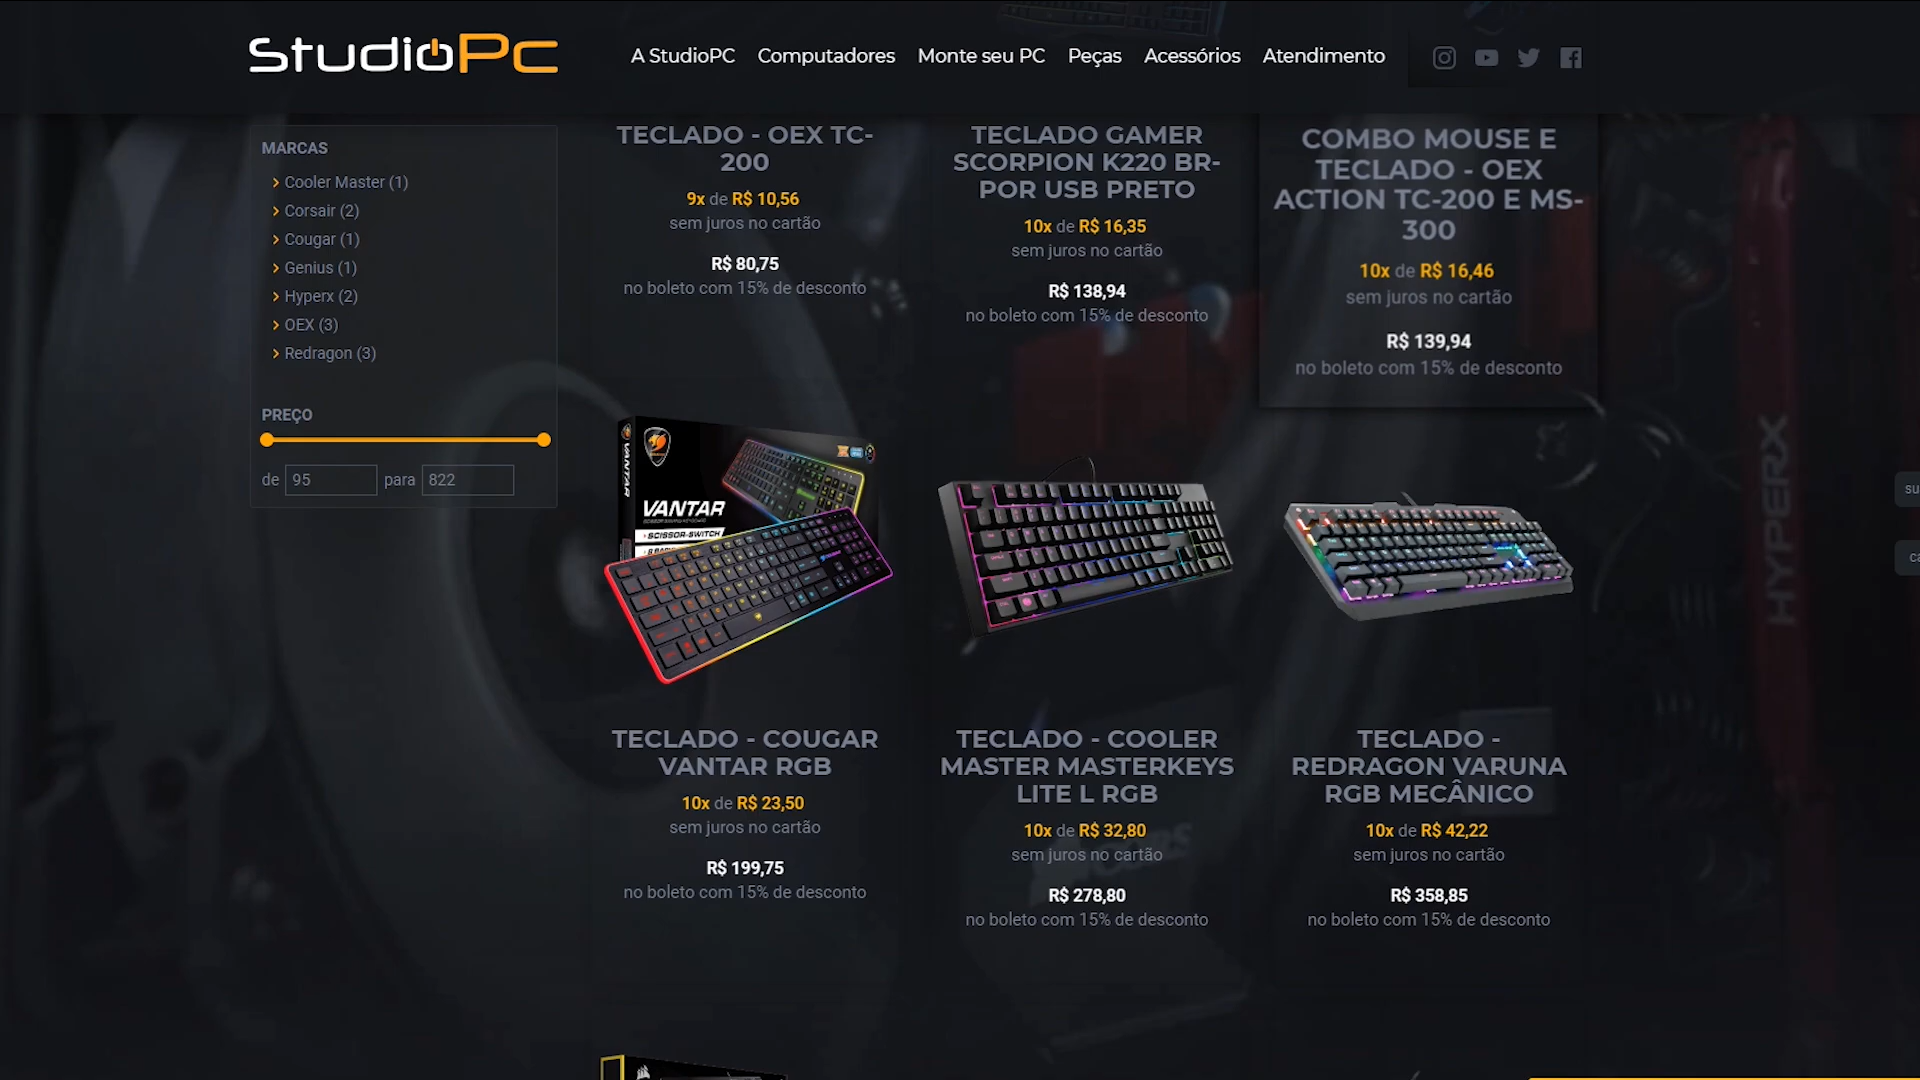 StudioPC
A StudioPC
Computadores
Monte seu PC
Peças
Acessórios
Atendimento
MARCAS
Cooler Master (1)
Corsair (2)
Cougar (1)
Genius (1)
Hyperx (2)
OEX (3)
Redragon (3)
PREÇO
de 95 para 822
TECLADO - OEX TC-
200
9x de R$ 10,56
sem juros no cartão
R$ 80,75
no boleto com 15% de desconto
TECLADO GAMER
SCORPION K220 BR-
POR USB PRETO
10x de R$ 16,35
sem juros no cartão
R$ 138,94
no boleto com 15% de desconto
COMBO MOUSE E
TECLADO - OEX
ACTION TC-200 E MS-
300
10x de R$ 16,46
sem juros no cartão
R$ 139,94
no boleto com 15% de desconto
VANTAR
VANTAR
SCISSOR-SWITCH
TECLADO - COUGAR
VANTAR RGB
10x de R$ 23,50
sem juros no cartão
R$ 199,75
no boleto com 15% de desconto
TECLADO - COOLER
MASTER MASTERKEYS
LITE L RGB
10x de R$ 32,80
sem juros no cartão
R$ 278,80
no boleto com 15% de desconto
TECLADO -
REDRAGON VARUNA
RGB MECÂNICO
10x de R$ 42,22
sem juros no cartão
R$ 358,85
no boleto com 15% de desconto
HYPERX
su
ca